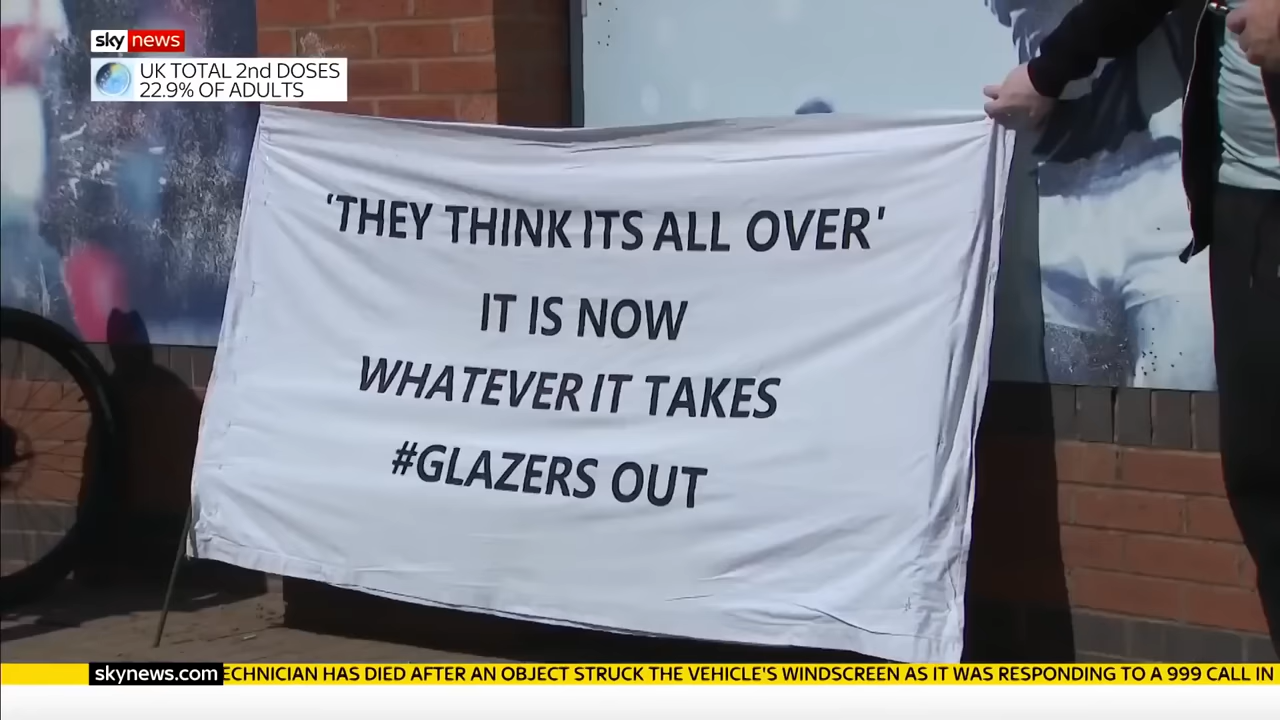 sky news
UK TOTAL 2nd DOSES
22.9% OF ADULTS
'THEY THINK ITS ALL OVER'
IT IS NOW
WHATEVER IT TAKES
#GLAZERS OUT
skynews.com
ECHNICIAN HAS DIED AFTER AN OBJECT STRUCK THE VEHICLE'S WINDSCREEN AS IT WAS RESPONDING TO A 999 CALL IN